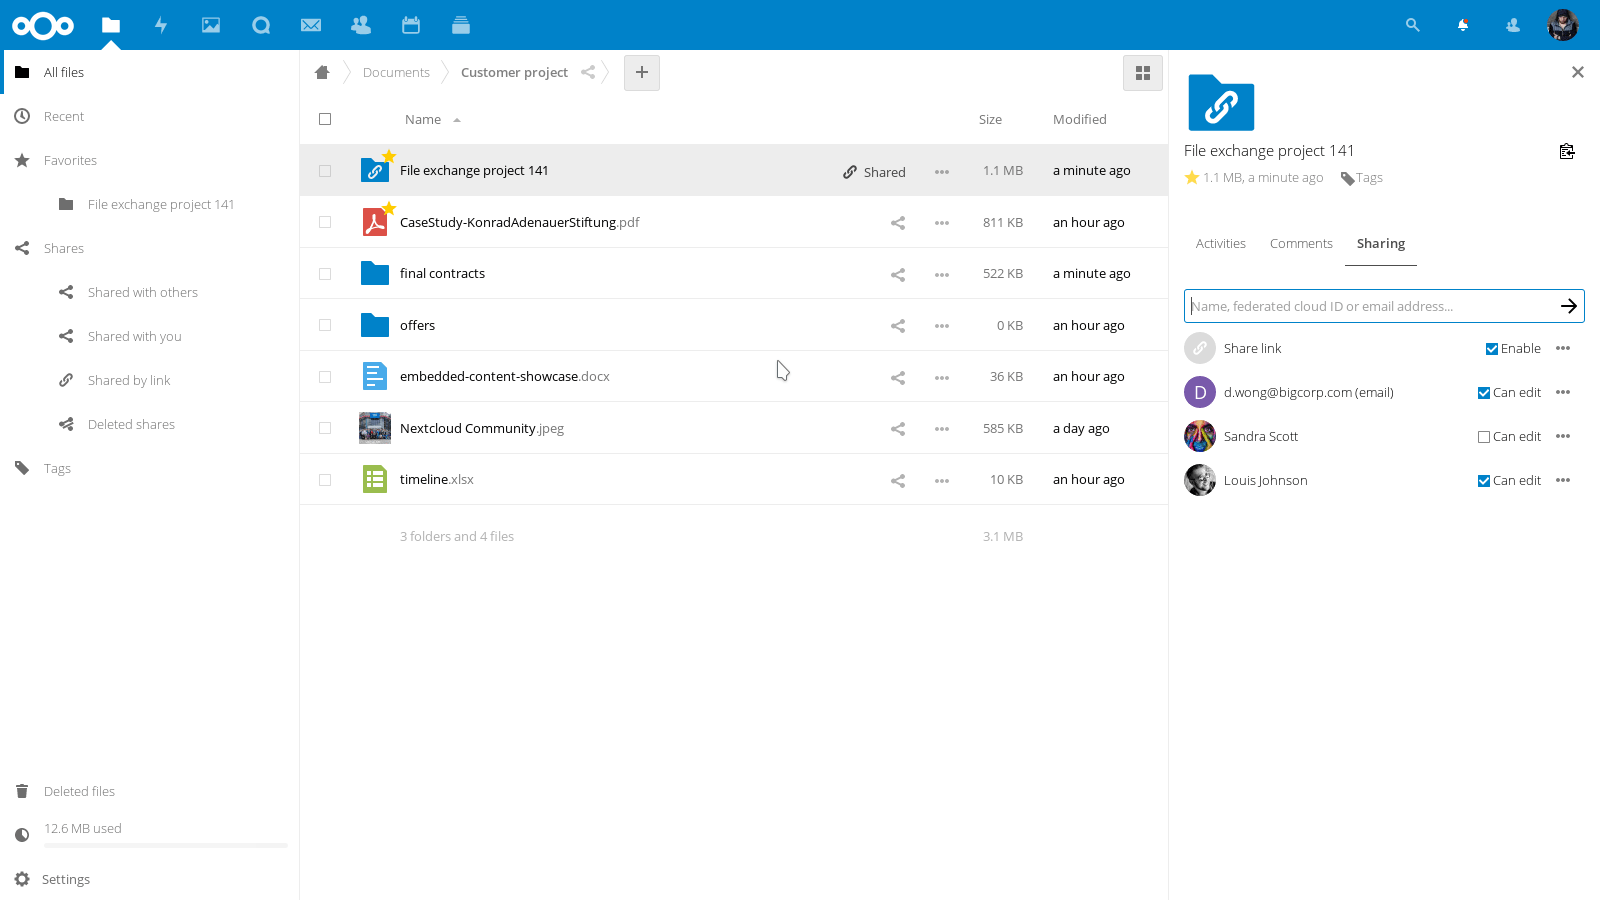 All files
Recent
Favorites
File exchange project 141
Shares
Shared with others
Shared with you
Shared by link
Deleted shares
Tags
Deleted files
12.6 MB used
Settings
Documents Customer project
Name Size Modified
File exchange project 141 Shared 1.1 MB a minute ago
CaseStudy-KonradAdenauerStiftung.pdf 811 KB an hour ago
final contracts 522 KB a minute ago
offers 0 KB an hour ago
embedded-content-showcase.docx 36 KB an hour ago
Nextcloud Community.jpeg 585 KB a day ago
timeline.xlsx 10 KB an hour ago
3 folders and 4 files 3.1 MB
File exchange project 141
1.1 MB, a minute ago Tags
Activities Comments Sharing
Name, federated cloud ID or email address...
Share link Enable
D d.wong@bigcorp.com (email) Can edit
Sandra Scott Can edit
Louis Johnson Can edit